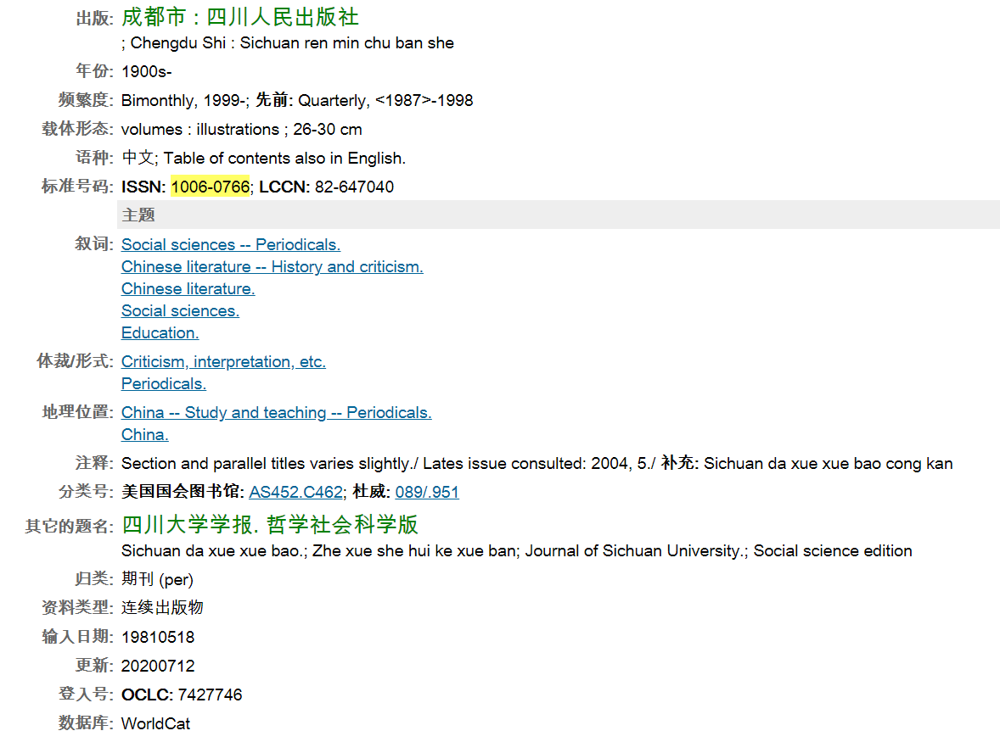 出版: 成都市 : 四川人民出版社
; Chengdu Shi : Sichuan ren min chu ban she
年份: 1900s-
频繁度: Bimonthly, 1999-; 先前: Quarterly, <1987>-1998
载体形态: volumes : illustrations ; 26-30 cm
语种: 中文; Table of contents also in English.
标准号码: ISSN: 1006-0766; LCCN: 82-647040
主题
叙词: Social sciences -- Periodicals.
Chinese literature -- History and criticism.
Chinese literature.
Social sciences.
Education.
体裁/形式: Criticism, interpretation, etc.
Periodicals.
地理位置: China -- Study and teaching -- Periodicals.
China.
注释: Section and parallel titles varies slightly./ Lates issue consulted: 2004, 5./ 补充: Sichuan da xue xue bao cong kan
分类号: 美国国会图书馆: AS452.C462; 杜威: 089/.951
其它的题名: 四川大学学报. 哲学社会科学版
Sichuan da xue xue bao.; Zhe xue she hui ke xue ban; Journal of Sichuan University.; Social science edition
归类: 期刊 (per)
资料类型: 连续出版物
输入日期: 19810518
更新: 20200712
登入号: OCLC: 7427746
数据库: WorldCat